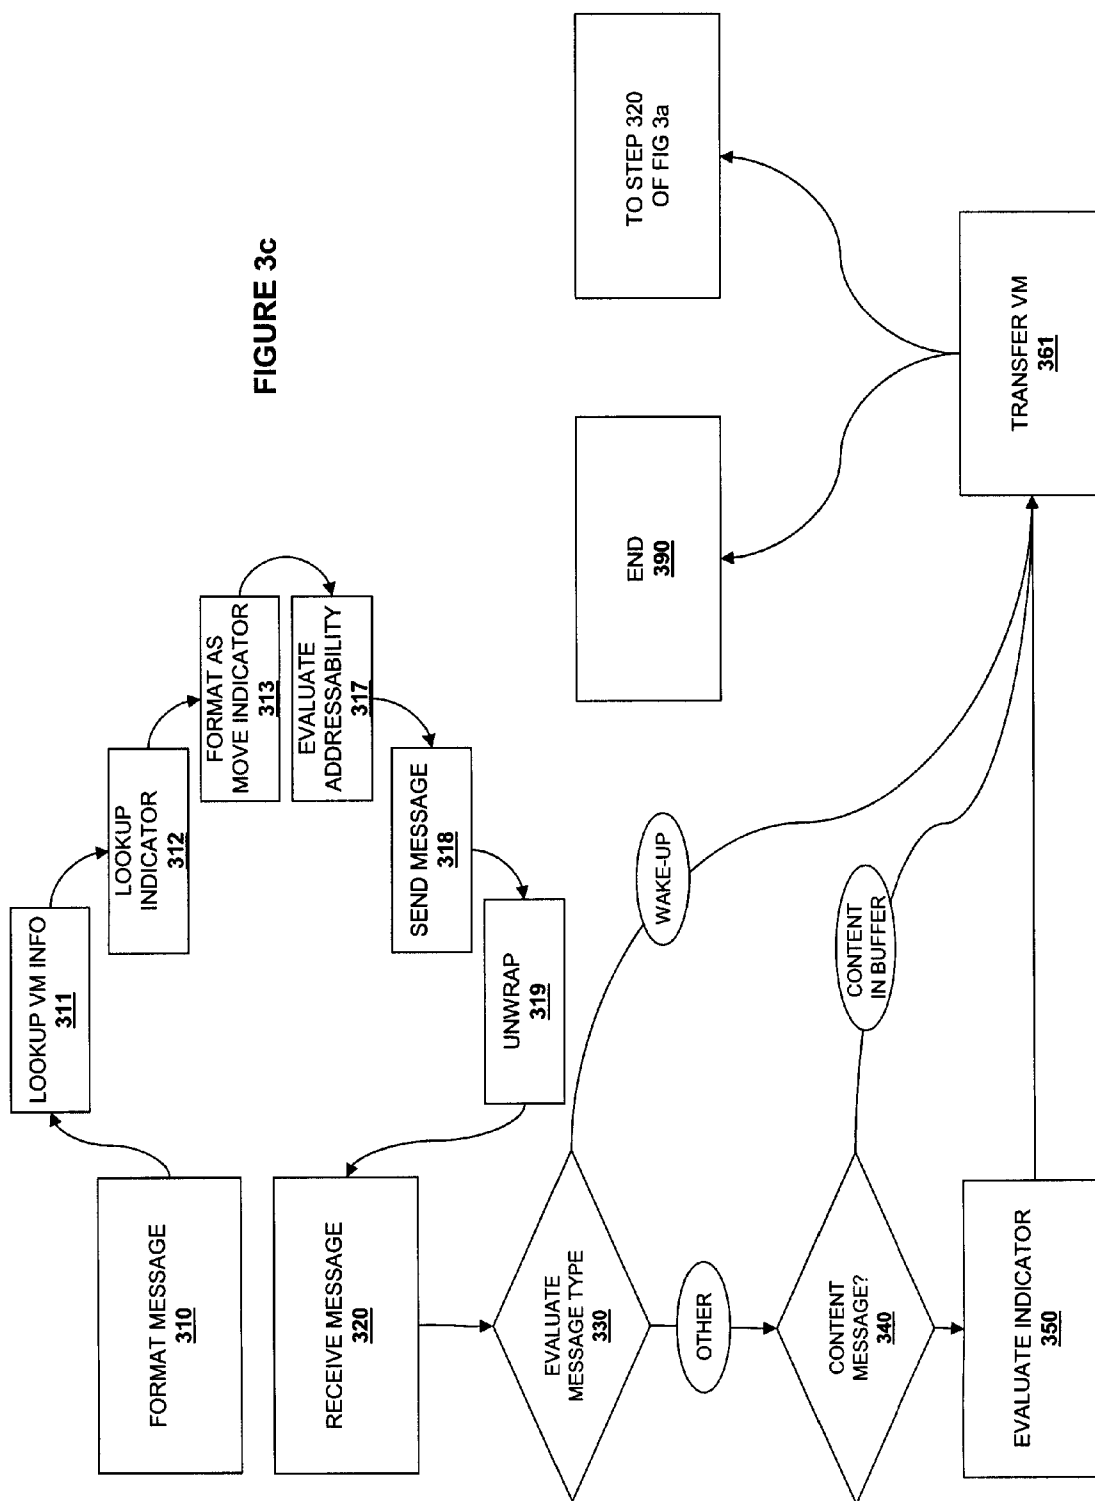 FIGURE 3c
FORMAT MESSAGE
310
LOOKUP VM INFO
311
LOOKUP
INDICATOR
312
FORMAT AS
MOVE INDICATOR
313
EVALUATE
ADDRESSABILITY
317
SEND MESSAGE
318
UNWRAP
319
RECEIVE MESSAGE
320
EVALUATE
MESSAGE TYPE
330
WAKE-UP
OTHER
CONTENT
MESSAGE?
340
CONTENT
IN BUFFER
EVALUATE INDICATOR
350
TRANSFER VM
361
END
390
TO STEP 320
OF FIG 3a